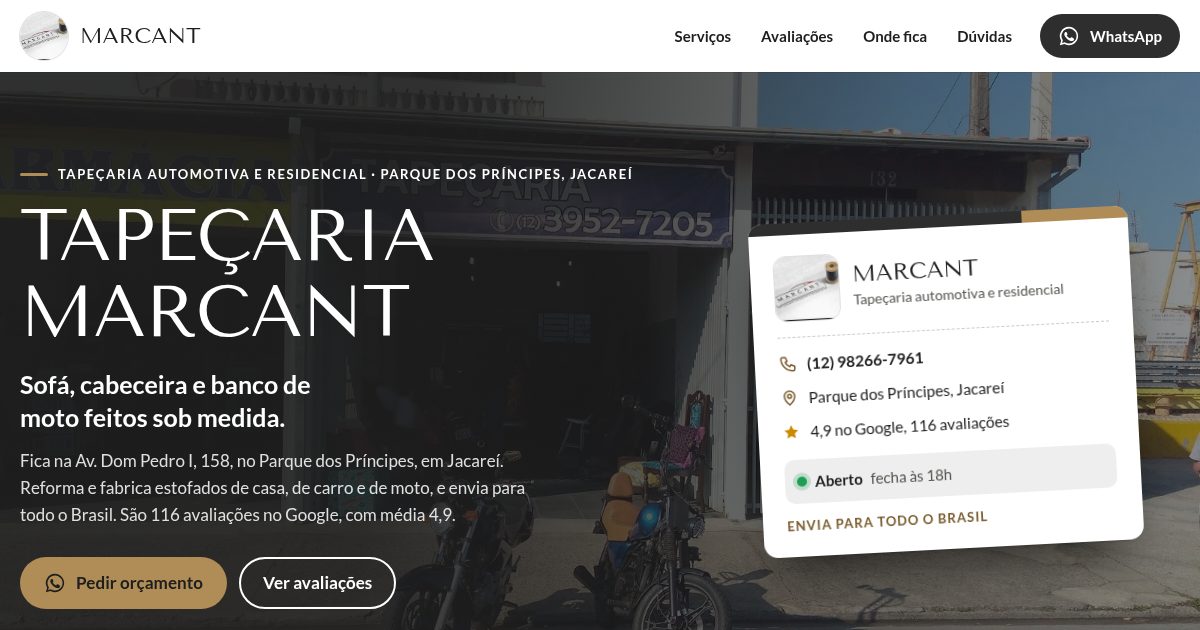 MARCANT
Serviços
Avaliações
Onde fica
Dúvidas
WhatsApp
TAPEÇARIA AUTOMOTIVA E RESIDENCIAL · PARQUE DOS PRÍNCIPES, JACAREÍ
TAPEÇARIA
MARCANT
Sofá, cabeceira e banco de
moto feitos sob medida.
Fica na Av. Dom Pedro I, 158, no Parque dos Príncipes, em Jacareí.
Reforma e fabrica estofados de casa, de carro e de moto, e envia para
todo o Brasil. São 116 avaliações no Google, com média 4,9.
Pedir orçamento
Ver avaliações
TAPEÇARIA
(12) 3952-7205
132
MARCANT
Tapeçaria automotiva e residencial
(12) 98266-7961
Parque dos Príncipes, Jacareí
4,9 no Google, 116 avaliações
Aberto fecha às 18h
ENVIA PARA TODO O BRASIL